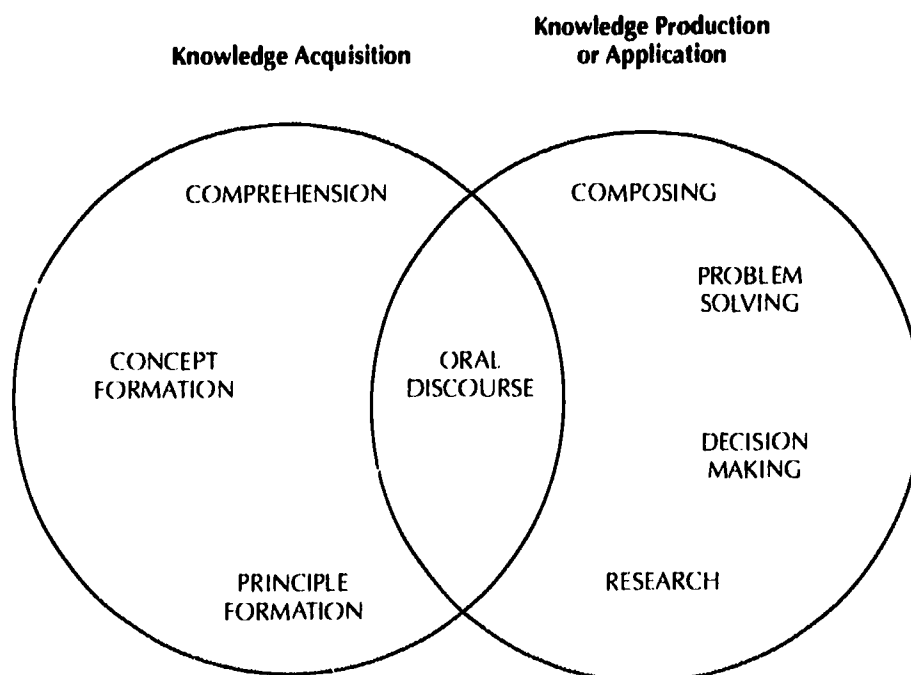 Knowledge Acquisition
Knowledge Production
or Application
COMPREHENSION
CONCEPT
FORMATION
PRINCIPLE
FORMATION
ORAL
DISCOURSE
COMPOSING
PROBLEM
SOLVING
DECISION
MAKING
RESEARCH